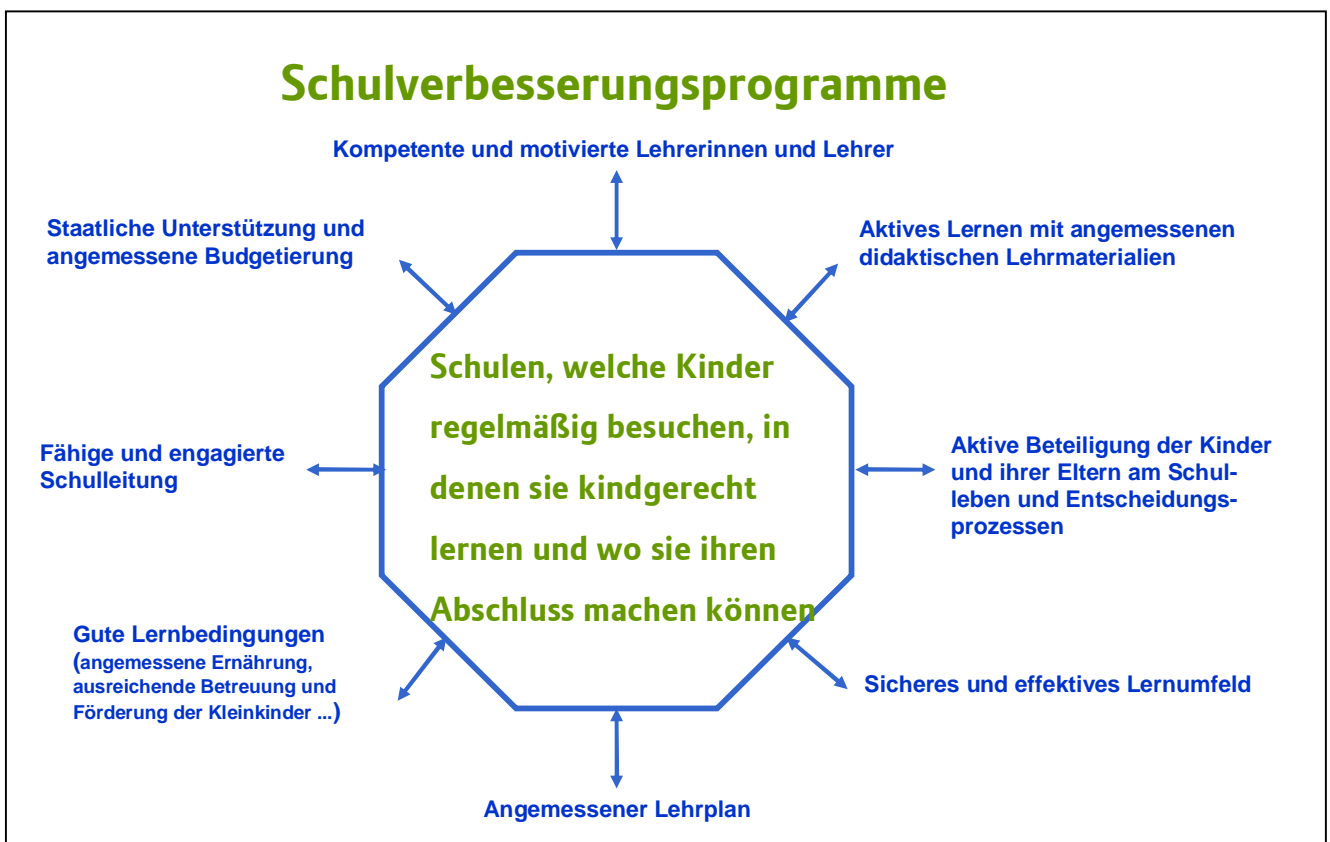 Schulverbesserungsprogramme
Kompetente und motivierte Lehrerinnen und Lehrer
Staatliche Unterstützung und
angemessene Budgetierung
Aktives Lernen mit angemessenen
didaktischen Lehrmaterialien
Schulen, welche Kinder
regelmäßig besuchen, in
denen sie kindgerecht
lernen und wo sie ihren
Abschluss machen können
Fähige und engagierte
Schulleitung
Aktive Beteiligung der Kinder
und ihrer Eltern am Schul-
leben und Entscheidungs-
prozessen
Gute Lernbedingungen
(angemessene Ernährung,
ausreichende Betreuung und
Förderung der Kleinkinder ...)
Sicheres und effektives Lernumfeld
Angemessener Lehrplan